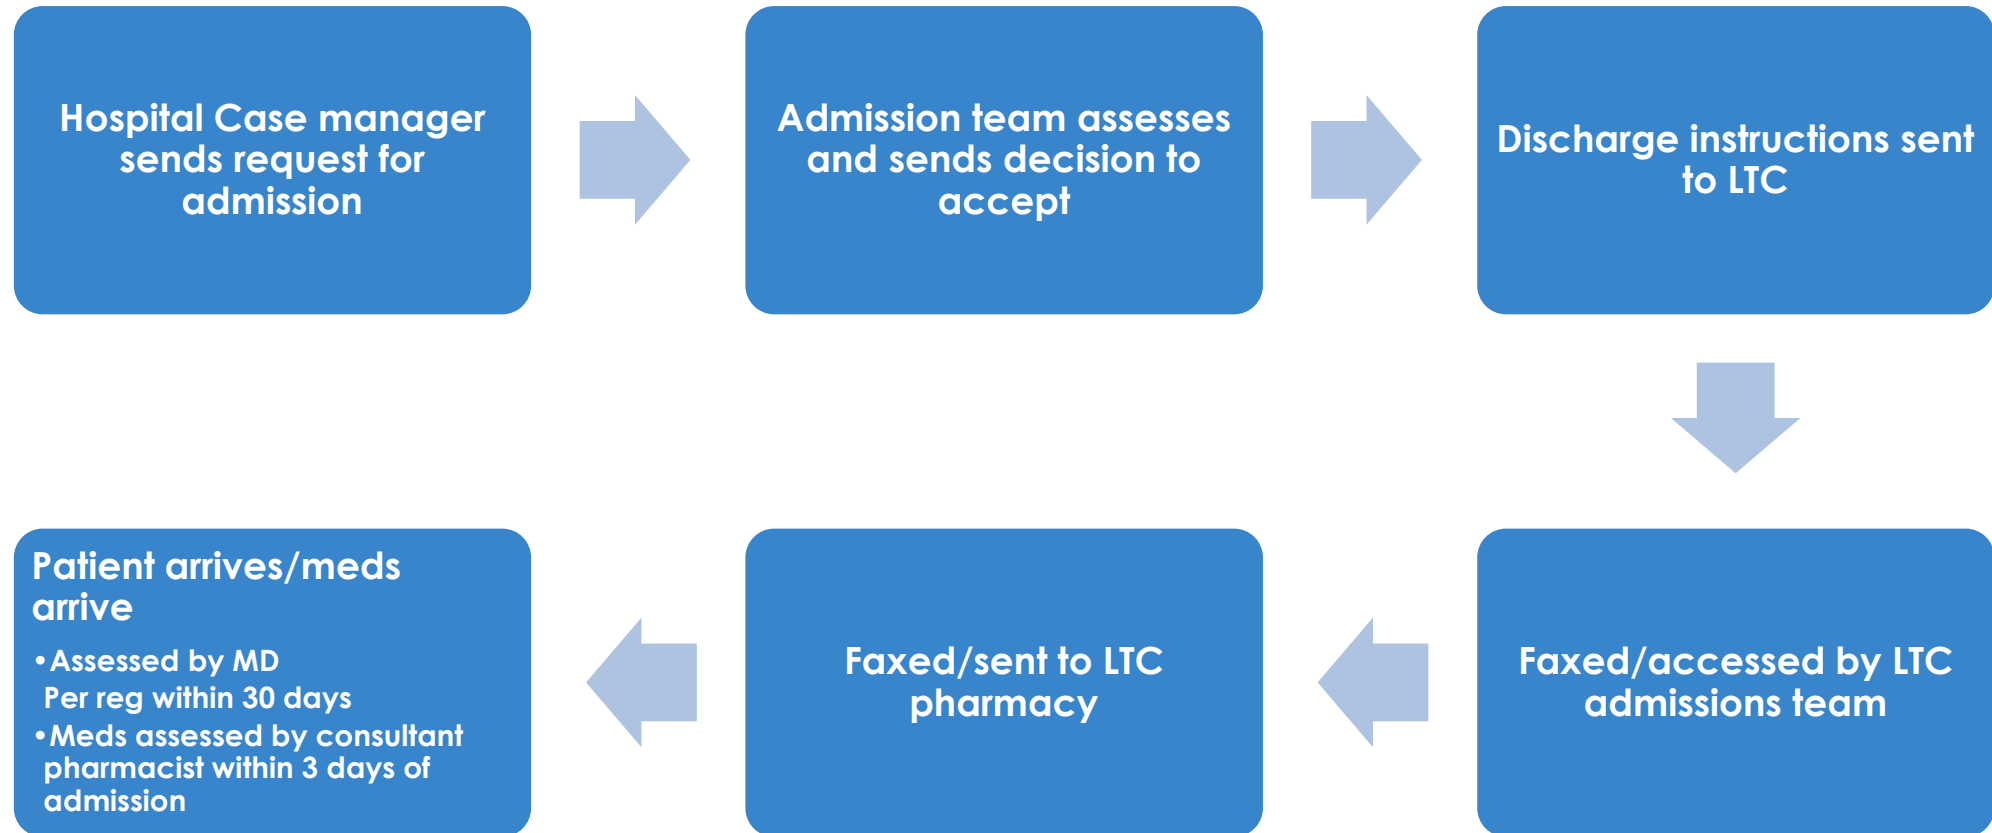 Hospital Case manager
sends request for
admission
Admission team assesses
and sends decision to
accept
Discharge instructions sent
to LTC
Faxed/accessed by LTC
admissions team
Faxed/sent to LTC
pharmacy
Patient arrives/meds
arrive
•Assessed by MD
Per reg within 30 days
•Meds assessed by consultant
pharmacist within 3 days of
admission